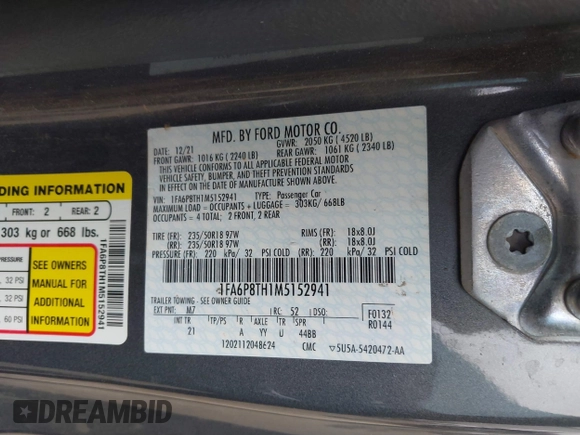 MFD. BY FORD MOTOR CO.
12/21 GVWR: 2050 KG ( 4520 LB)
FRONT GAWR: 1016 KG ( 2240 LB) REAR GAWR: 1061 KG ( 2340 LB)
THIS VEHICLE CONFORMS TO ALL APPLICABLE FEDERAL MOTOR
VEHICLE SAFETY, BUMPER, AND THEFT PREVENTION STANDARDS
IN EFFECT ON THE DATE OF MANUFACTURE SHOWN ABOVE.
VIN: 1FA6P8TH1M5152941 TYPE: Passenger Car
MAXIMUM LOAD = OCCUPANTS + LUGGAGE = 303KG/ 668LB
OCCUPANTS: 4 TOTAL: 2 FRONT, 2 REAR
TIRE (FR): 235/50R18 97W RIMS (FR): 18x8.0J
(RR): 235/50R18 97W (RR): 18x8.0J
PRESSURE (FR): 220 kPa/ 32 PSI COLD (RR): 220 kPa/ 32 PSI COLD
1FA6P8TH1M5152941
TRAILER TOWING - SEE OWNER GUIDE
EXT PNT: M7 RC: 52 DSO: F0132
R0144
INT TR TP/PS R AXLE TR SPR
21 A YY U 44BB
1202112048624 CMC 5U5A-5420472-AA
DING INFORMATION
FRONT: 2 REAR: 2
303 kg or 668 lbs.
PRESSURE
32 PSI
32 PSI
60 PSI
SEE OWNERS
MANUAL FOR
ADDITIONAL
INFORMATION
1FA6P8TH1M5152941
DREAMBID